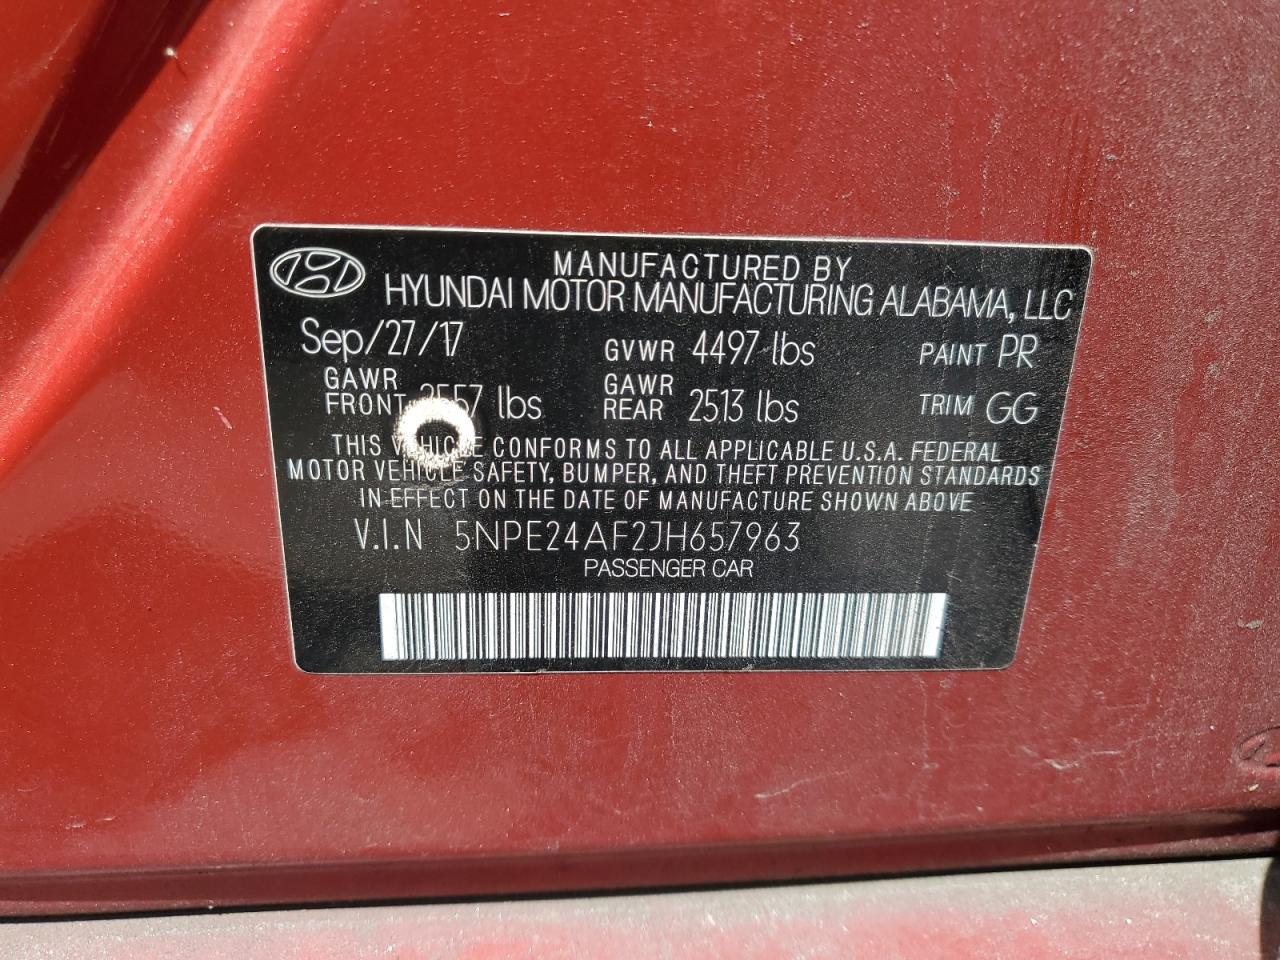 MANUFACTURED BY
HYUNDAI MOTOR MANUFACTURING ALABAMA, LLC
Sep/27/17 GVWR 4497 lbs PAINT PR
GAWR FRONT lbs GAWR REAR 2513 lbs TRIM GG
THIS VEHICLE CONFORMS TO ALL APPLICABLE U.S.A. FEDERAL
MOTOR VEHICLE SAFETY, BUMPER, AND THEFT PREVENTION STANDARDS
IN EFFECT ON THE DATE OF MANUFACTURE SHOWN ABOVE
V.I.N 5NPE24AF2JH657963
PASSENGER CAR